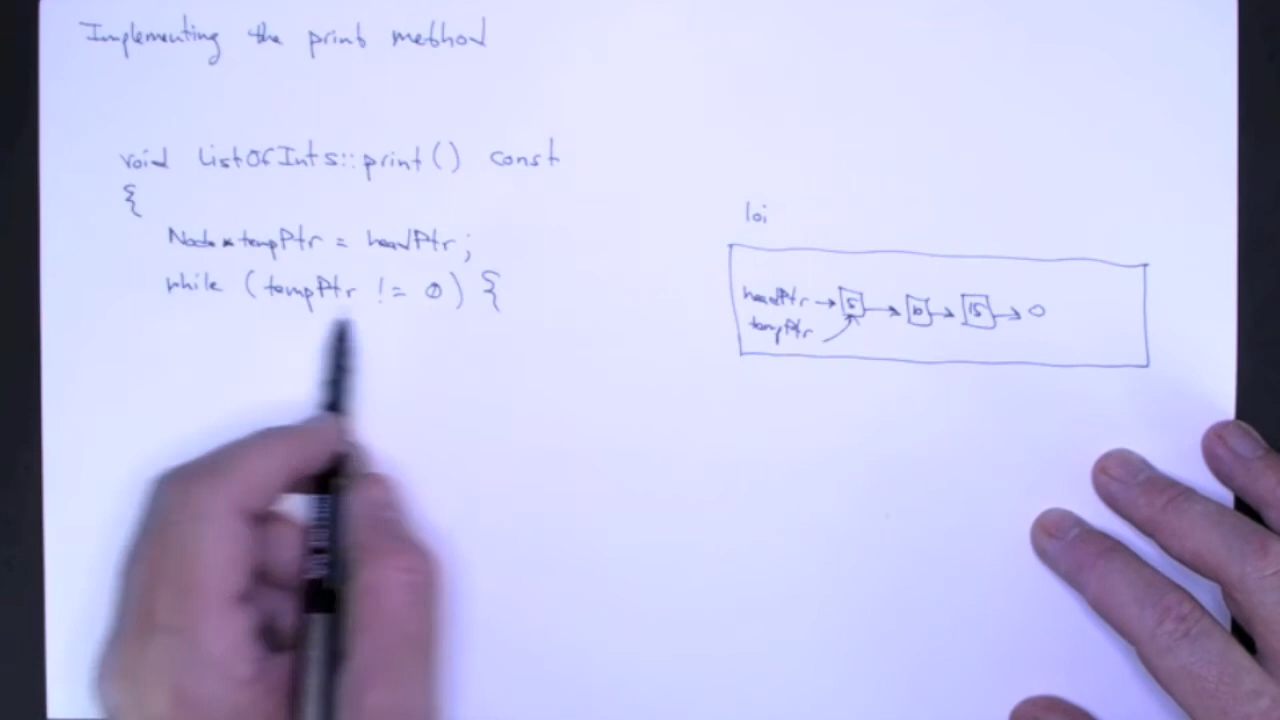 Implementing the print method
void ListOfInts::print() const
{
Node *tempPtr = headPtr;
while (tempPtr != 0) {
loi
headPtr → 5 → 10 → 15 → 0
tempPtr